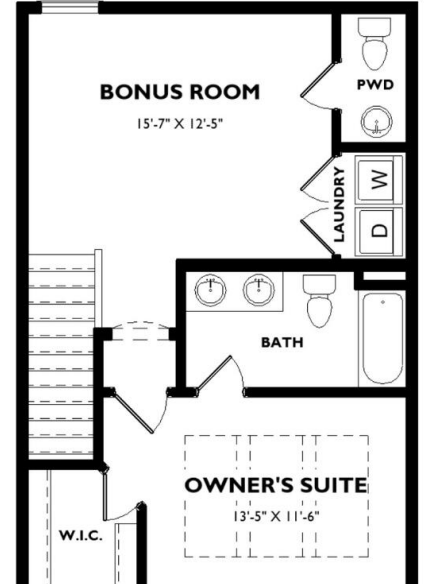 PWD
BONUS ROOM
15'-7" X 12'-5"
LAUNDRY
W
D
BATH
OWNER'S SUITE
13'-5" X 11'-6"
W.I.C.